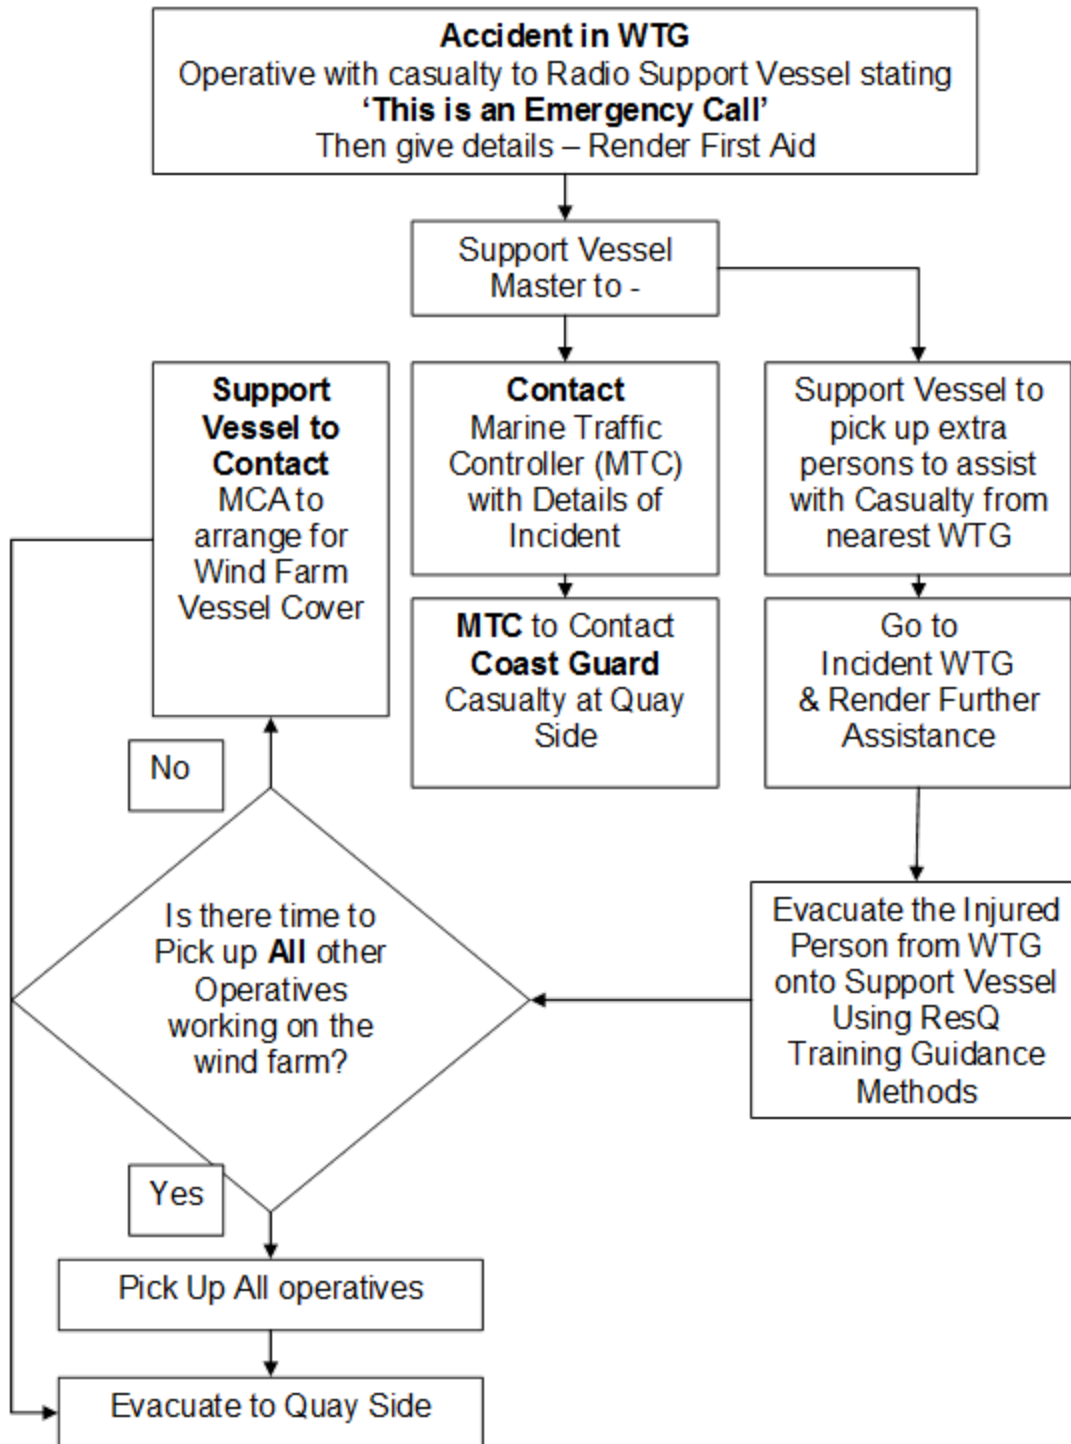 Accident in WTG
Operative with casualty to Radio Support Vessel stating
‘This is an Emergency Call’
Then give details – Render First Aid
Support Vessel
Master to -
Support
Vessel to
Contact
MCA to
arrange for
Wind Farm
Vessel Cover
Contact
Marine Traffic
Controller (MTC)
with Details of
Incident
Support Vessel to
pick up extra
persons to assist
with Casualty from
nearest WTG
MTC to Contact
Coast Guard
Casualty at Quay
Side
Go to
Incident WTG
& Render Further
Assistance
No
Is there time to
Pick up All other
Operatives
working on the
wind farm?
Evacuate the Injured
Person from WTG
onto Support Vessel
Using ResQ
Training Guidance
Methods
Yes
Pick Up All operatives
Evacuate to Quay Side